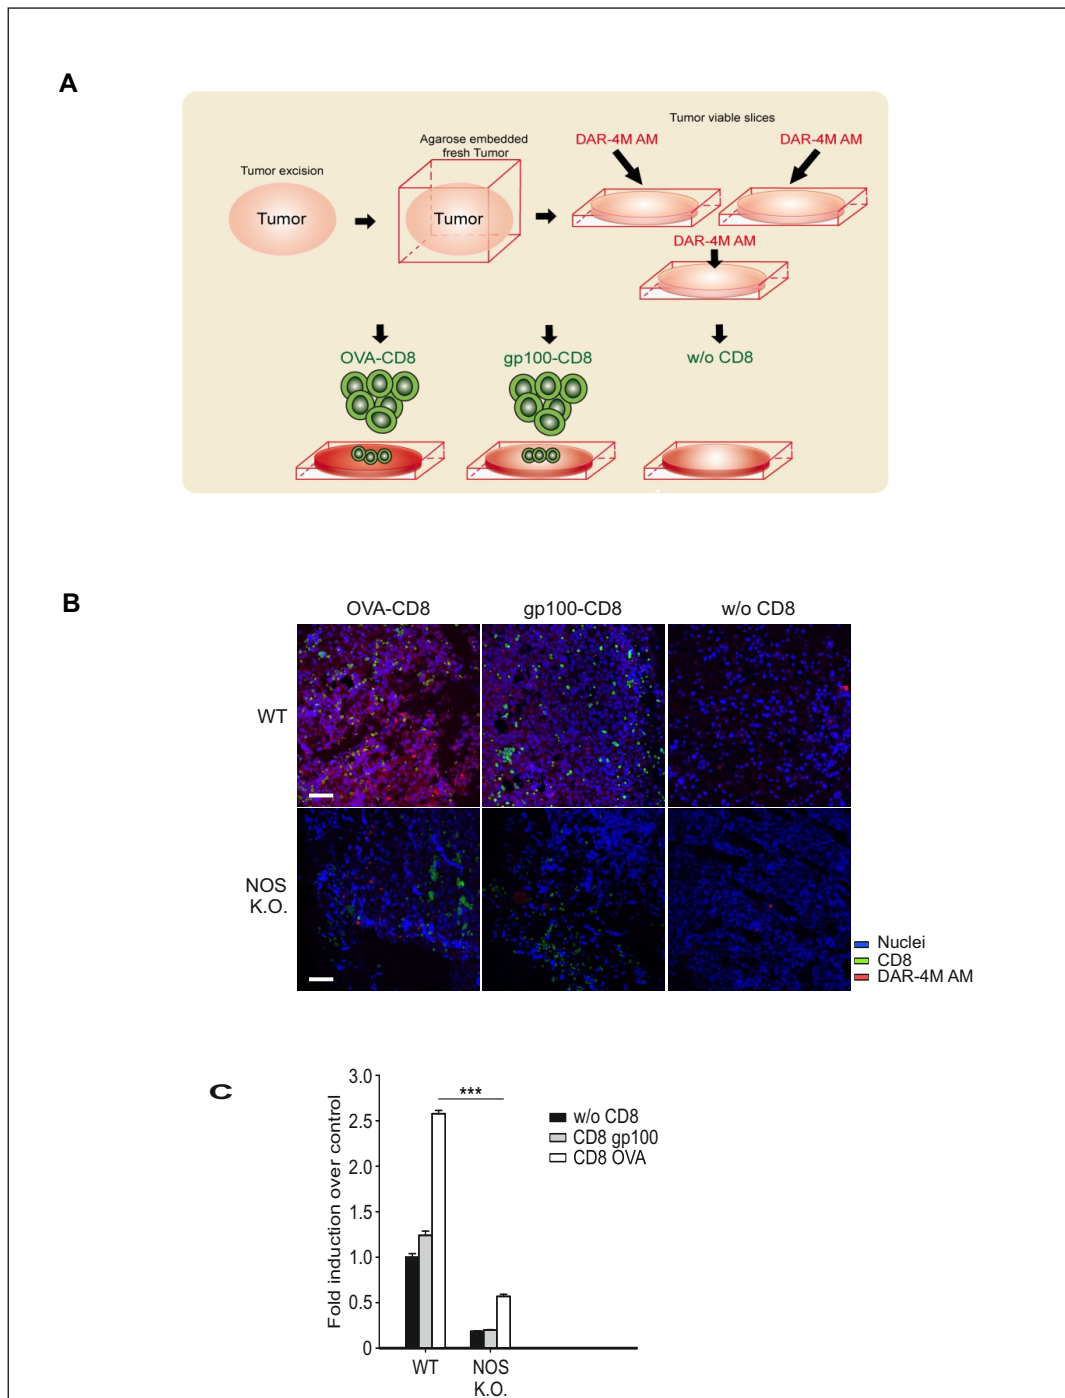 A
Tumor excision
Tumor
Agarose embedded
fresh Tumor
Tumor
Tumor viable slices
DAR-4M AM
DAR-4M AM
DAR-4M AM
OVA-CD8
gp100-CD8
w/o CD8
B
OVA-CD8
gp100-CD8
w/o CD8
WT
NOS
K.O.
Nuclei
CD8
DAR-4M AM
C
Fold induction over control
3.0
2.5
2.0
1.5
1.0
0.5
0
***
w/o CD8
CD8 gp100
CD8 OVA
WT
NOS
K.O.